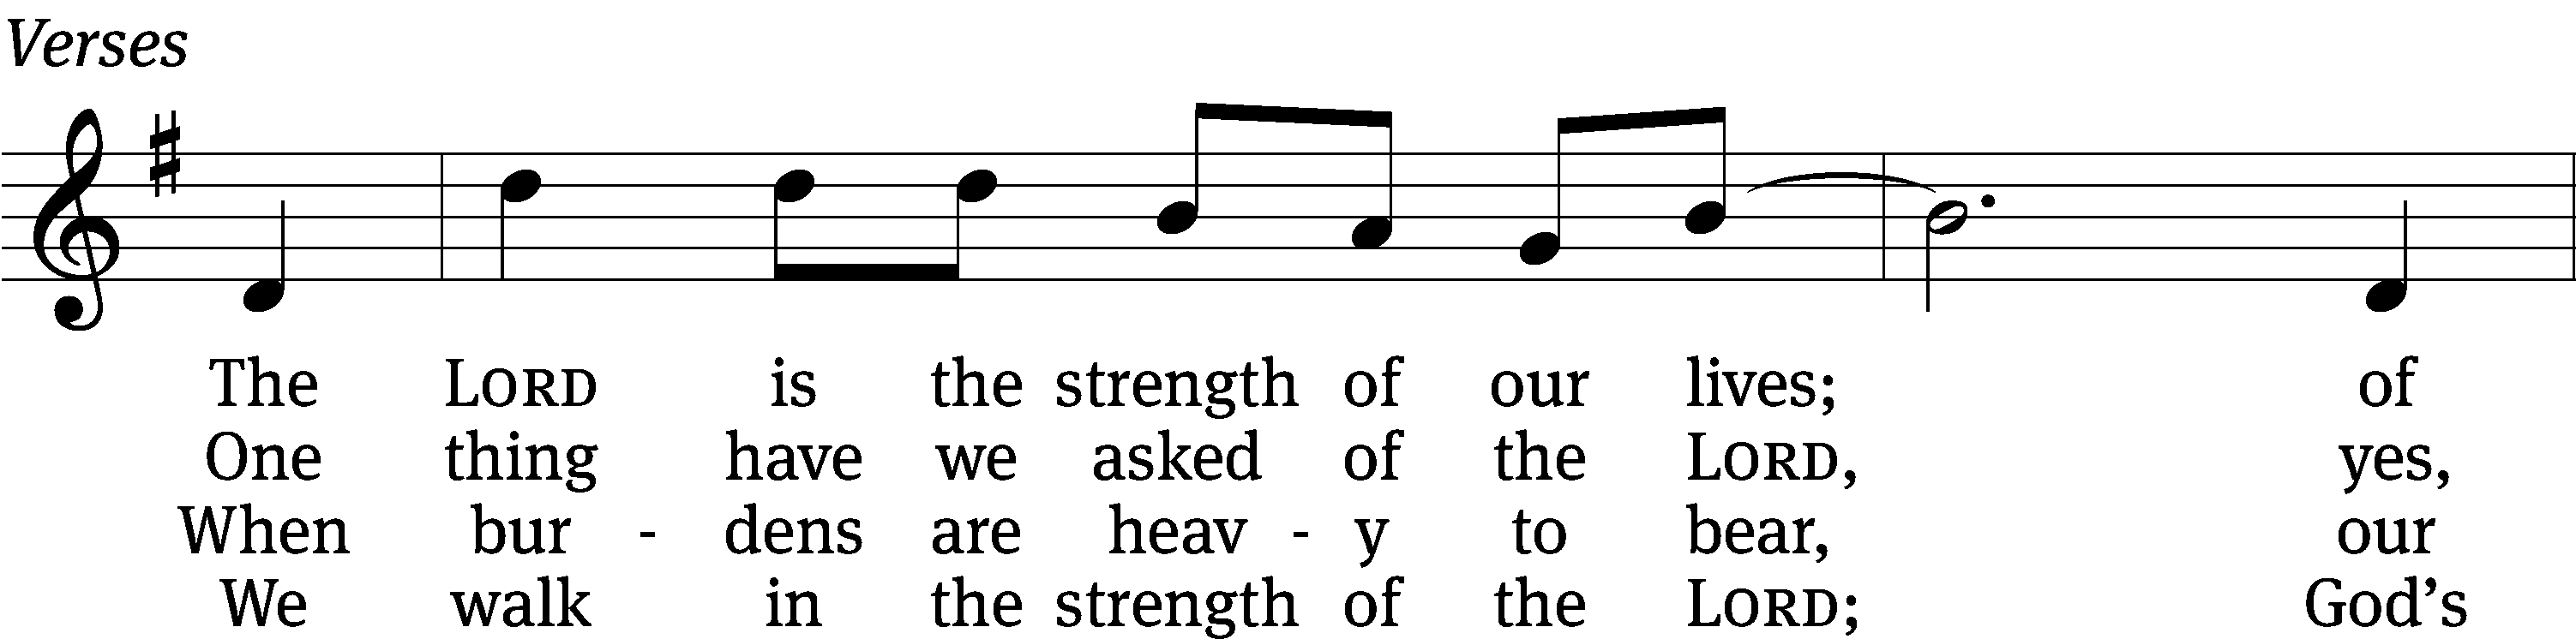 Verses
The LORD is the strength of our lives; of
One thing have we asked of the LORD, yes,
When bur - dens are heav - y to bear, our
We walk in the strength of the LORD; God’s